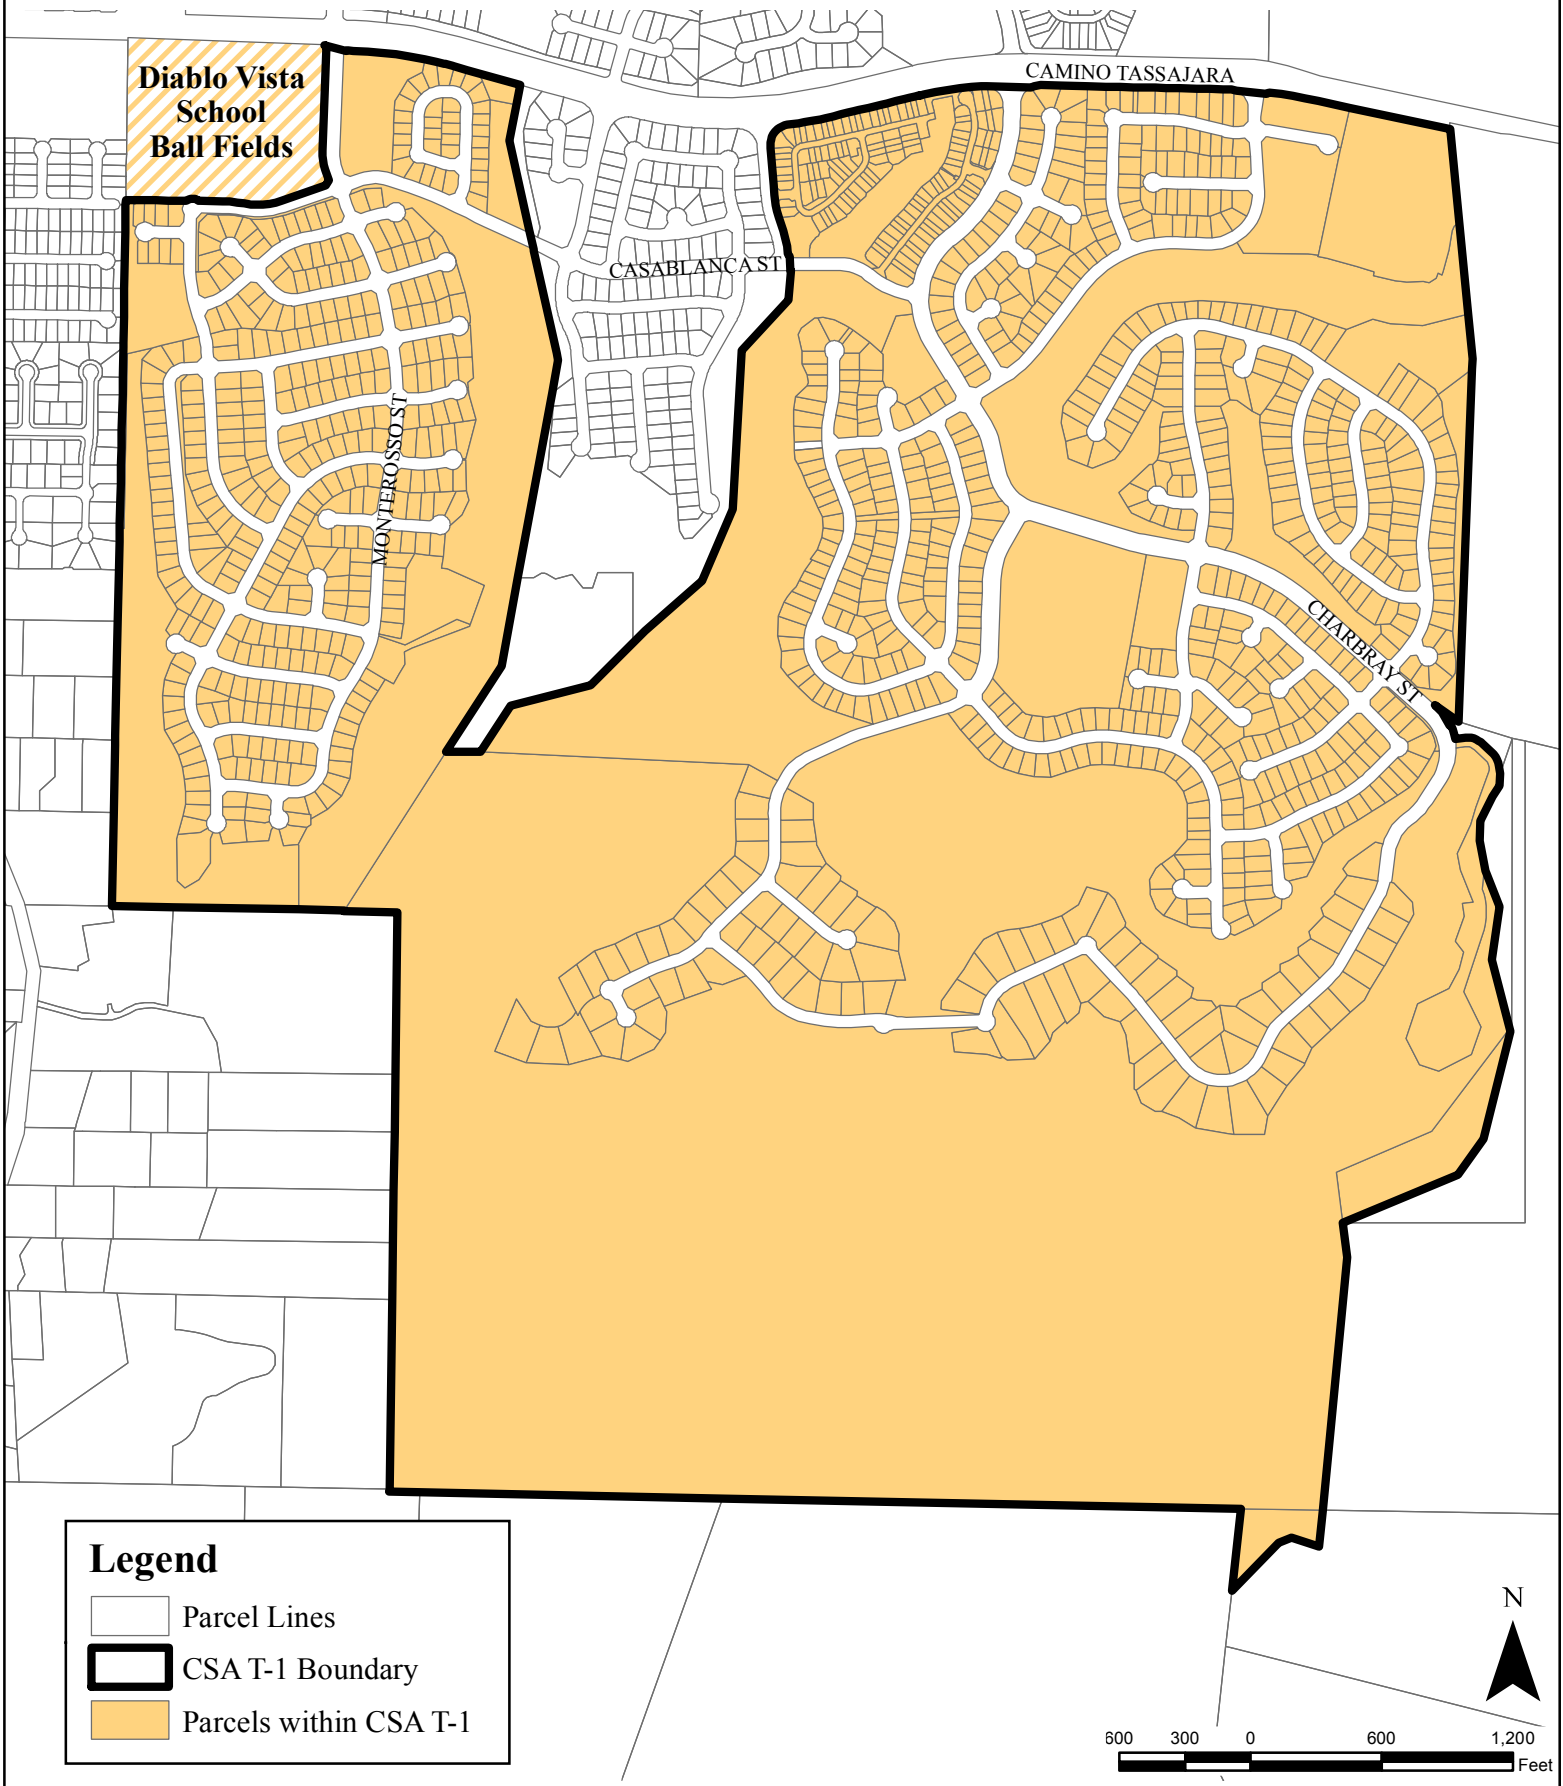 Diablo Vista
School
Ball Fields
CAMINO TASSAJARA
CASABLANCA ST
MONTEROSSO ST
CHARBRAY ST
Legend
Parcel Lines
CSA T-1 Boundary
Parcels within CSA T-1
N
600 300 0 600 1,200
Feet